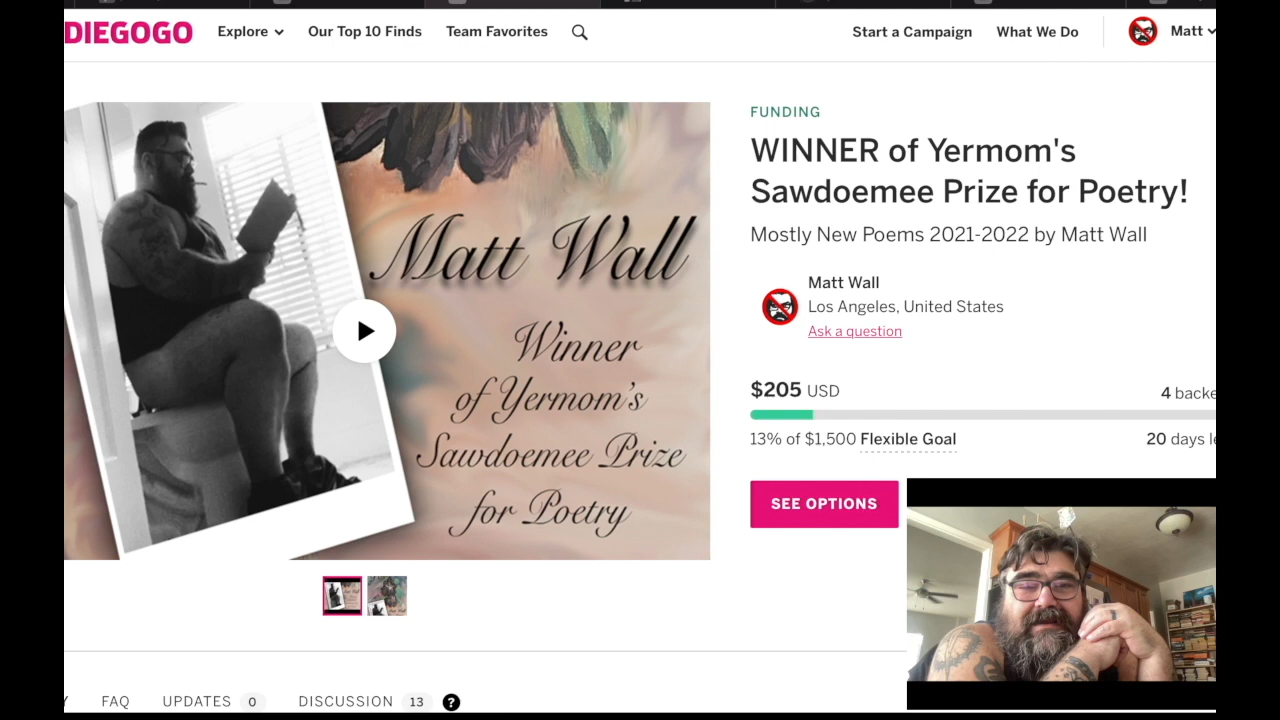 DIEGOGO
Explore
Our Top 10 Finds
Team Favorites
Start a Campaign
What We Do
Matt
Matt Wall
Winner
of Yermom's
Sawdoemee Prize
for Poetry
FUNDING
WINNER of Yermom's
Sawdoemee Prize for Poetry!
Mostly New Poems 2021-2022 by Matt Wall
Matt Wall
Los Angeles, United States
Ask a question
$205 USD
4 backe
13% of $1,500 Flexible Goal
20 days le
SEE OPTIONS
Y
FAQ
UPDATES 0
DISCUSSION 13 ?